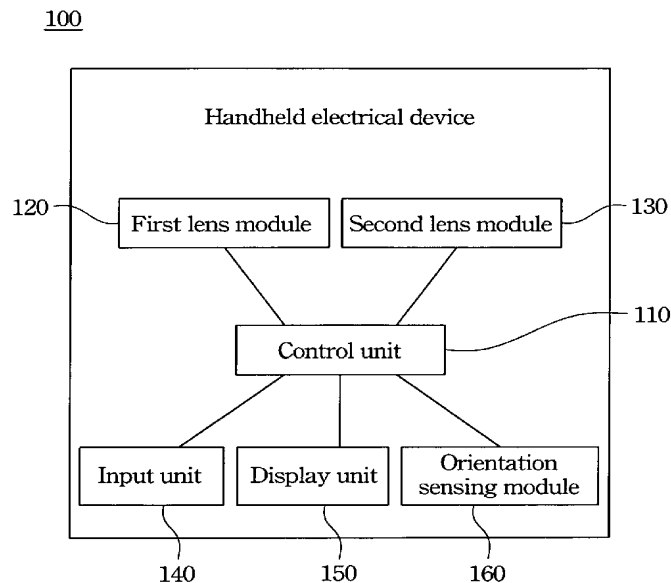 100
Handheld electrical device
120
First lens module
Second lens module
130
110
Control unit
Input unit
Display unit
Orientation
sensing module
140
150
160